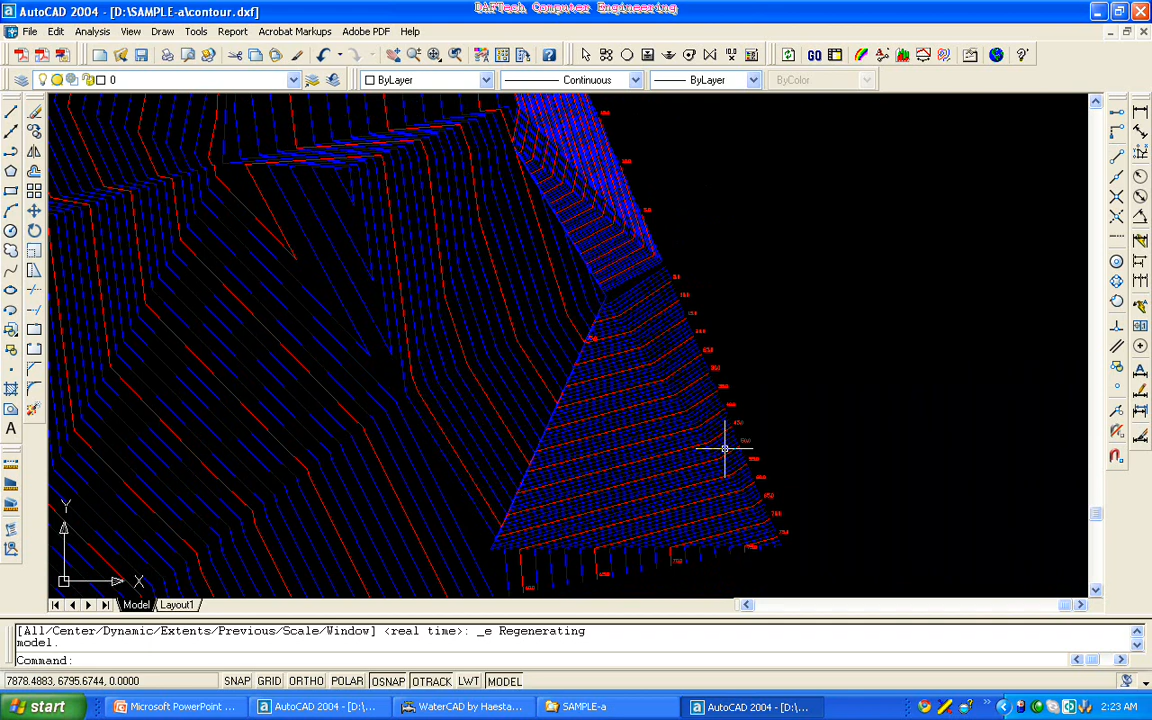 AutoCAD 2004 - [D:\SAMPLE-a\contour.dxf]
DAFTech Computer Engineering
File Edit Analysis View Draw Tools Report Acrobat Markups Adobe PDF Help
GO
0
ByLayer
Continuous
ByLayer
ByColor
A
Y
X
Model Layout1
[All/Center/Dynamic/Extents/Previous/Scale/Window] <real time>: _e Regenerating
model.
Command:
7878.4883, 6795.6744, 0.0000 SNAP GRID ORTHO POLAR OSNAP OTRACK LWT MODEL
start
Microsoft PowerPoint ...
AutoCAD 2004 - [D:\...
WaterCAD by Haesta...
SAMPLE-a
AutoCAD 2004 - [D:\...
2:23 AM